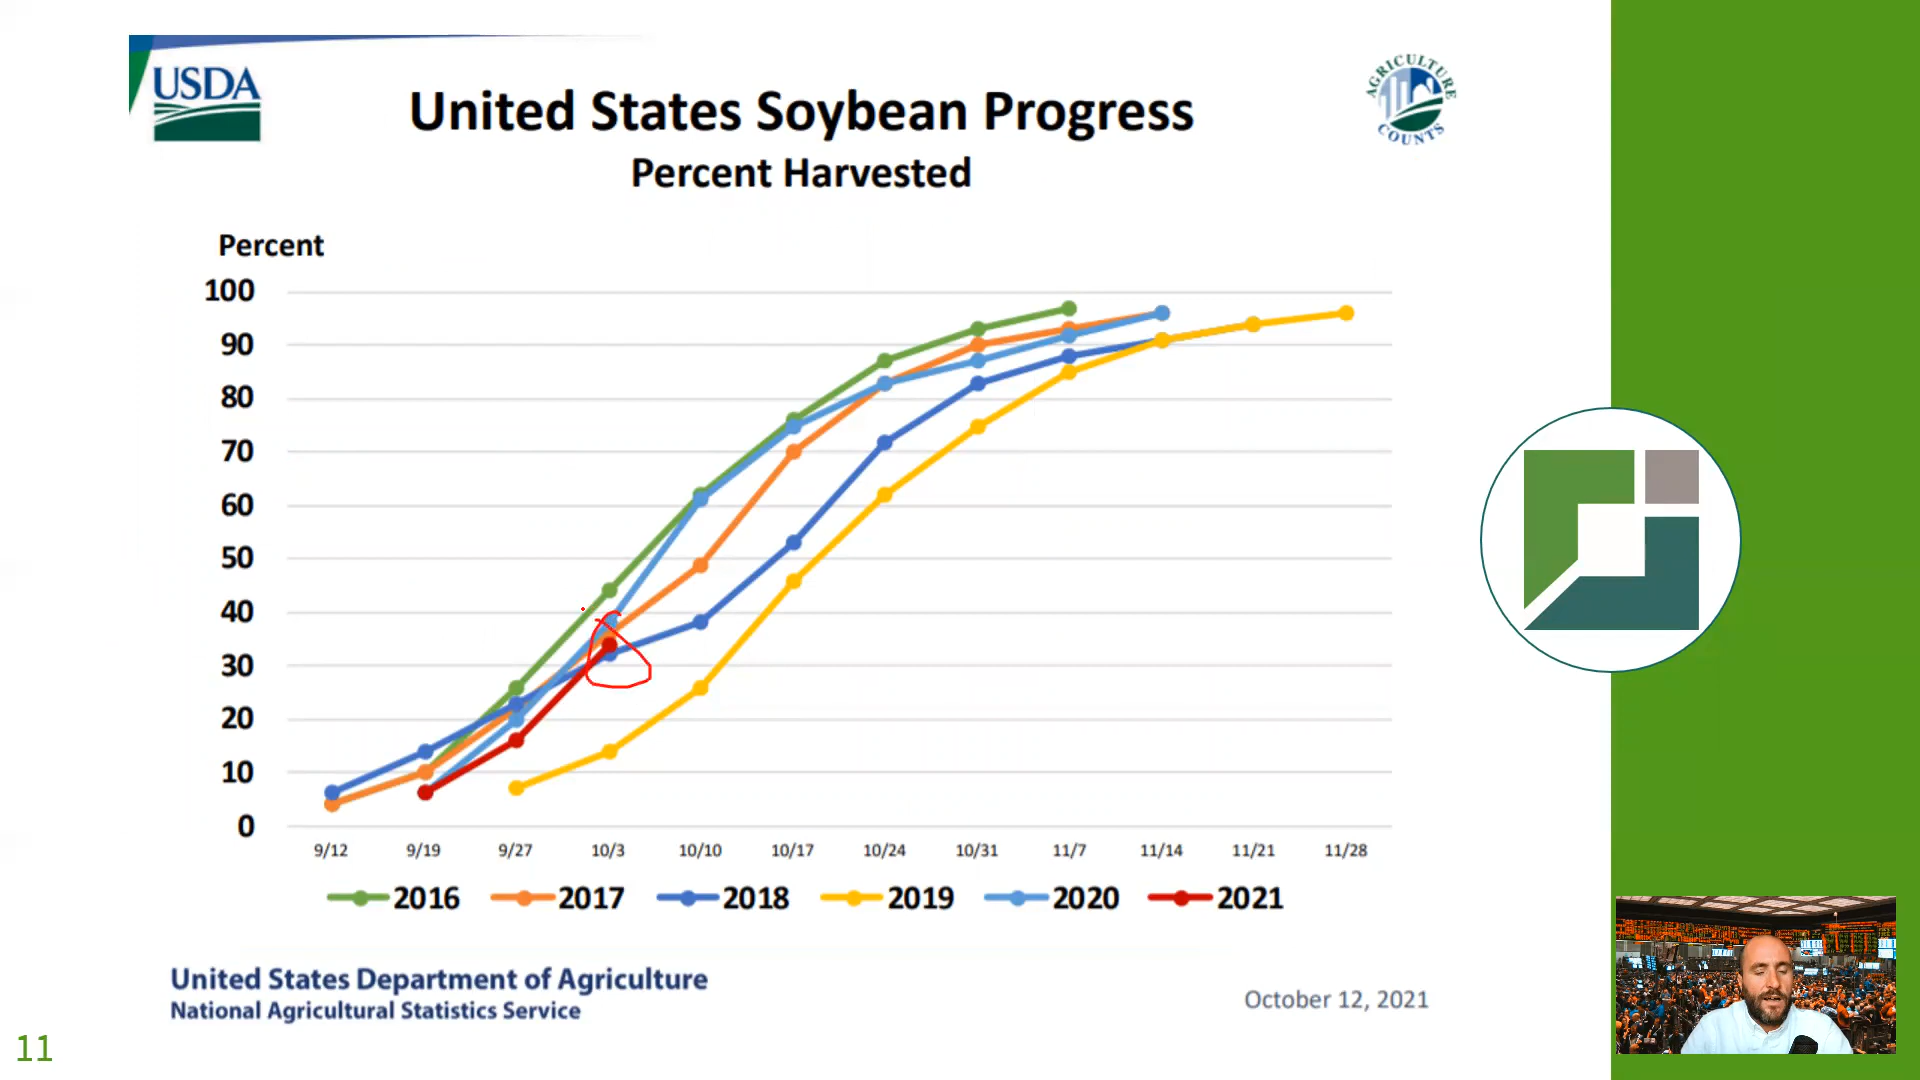 USDA
AGRICULTURE
COUNTS
United States Soybean Progress
Percent Harvested
Percent
100
90
80
70
60
50
40
30
20
10
0
9/12 9/19 9/27 10/3 10/10 10/17 10/24 10/31 11/7 11/14 11/21 11/28
2016 2017 2018 2019 2020 2021
United States Department of Agriculture
National Agricultural Statistics Service
October 12, 2021
11